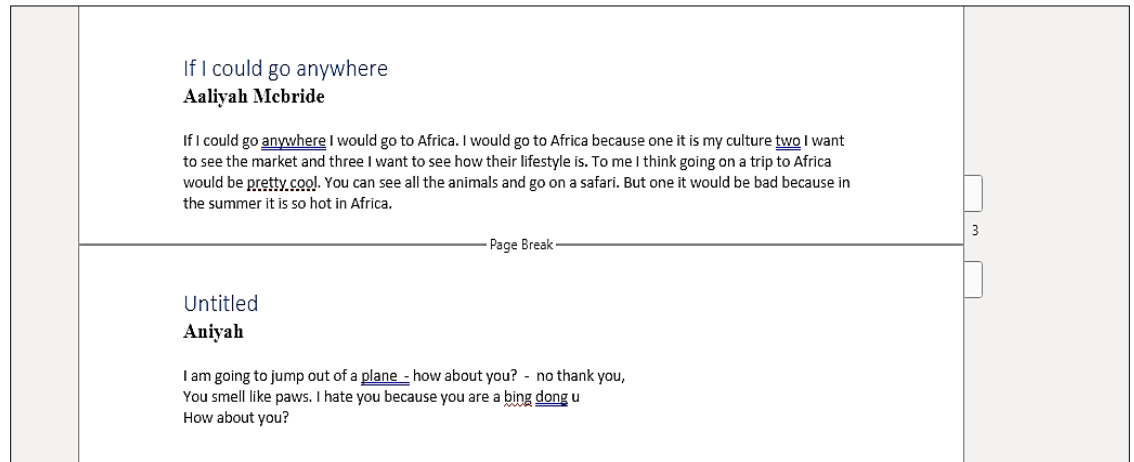 If I could go anywhere
Aaliyah Mcbride
If I could go anywhere I would go to Africa. I would go to Africa because one it is my culture two I want
to see the market and three I want to see how their lifestyle is. To me I think going on a trip to Africa
would be pretty cool. You can see all the animals and go on a safari. But one it would be bad because in
the summer it is so hot in Africa.
Page Break
3
Untitled
Aniyah
I am going to jump out of a plane - how about you? - no thank you,
You smell like paws. I hate you because you are a bing dong u
How about you?